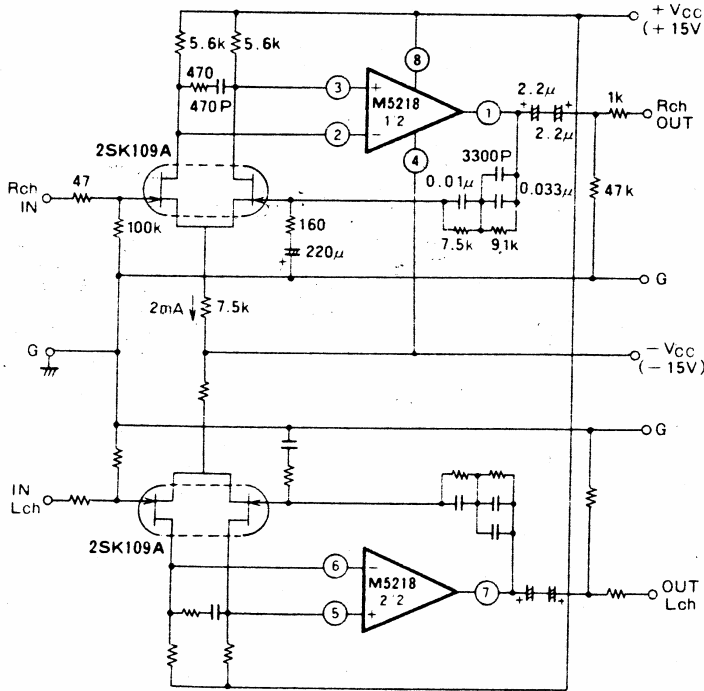 + Vcc
(+ 15V)
5.6k 5.6k
8
470
470P
3 +
M5218
1/2
1
2 −
2.2μ
+ +
2.2μ
1k
Rch
OUT
4
2SK109A
3300P
0.01μ 0.033μ
Rch
IN
47
100k
160
+ 220μ
7.5k 9.1k
47k
G
2mA
7.5k
G
− Vcc
(− 15V)
G
IN
Lch
2SK109A
6 −
M5218
2/2
7
5 +
+ +
OUT
Lch